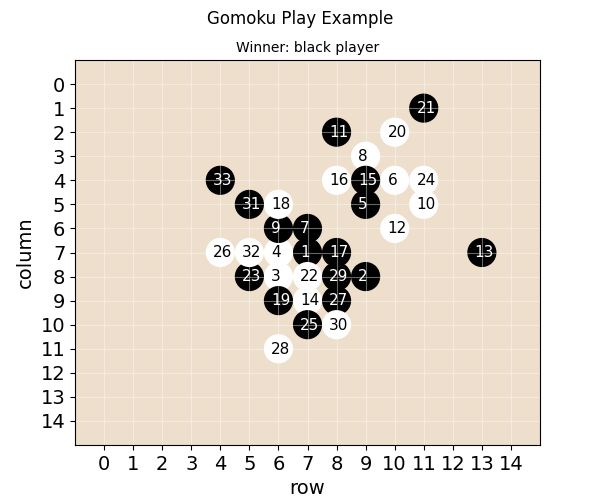 Gomoku Play Example
Winner: black player
column
0
1 21
2 11 20
3 8
4 33 16 15 6 24
5 31 18 5 10
6 9 7 12
7 26 32 4 1 17 13
8 23 3 22 29 2
9 19 14 27
10 25 30
11 28
12
13
14
0 1 2 3 4 5 6 7 8 9 10 11 12 13 14
row